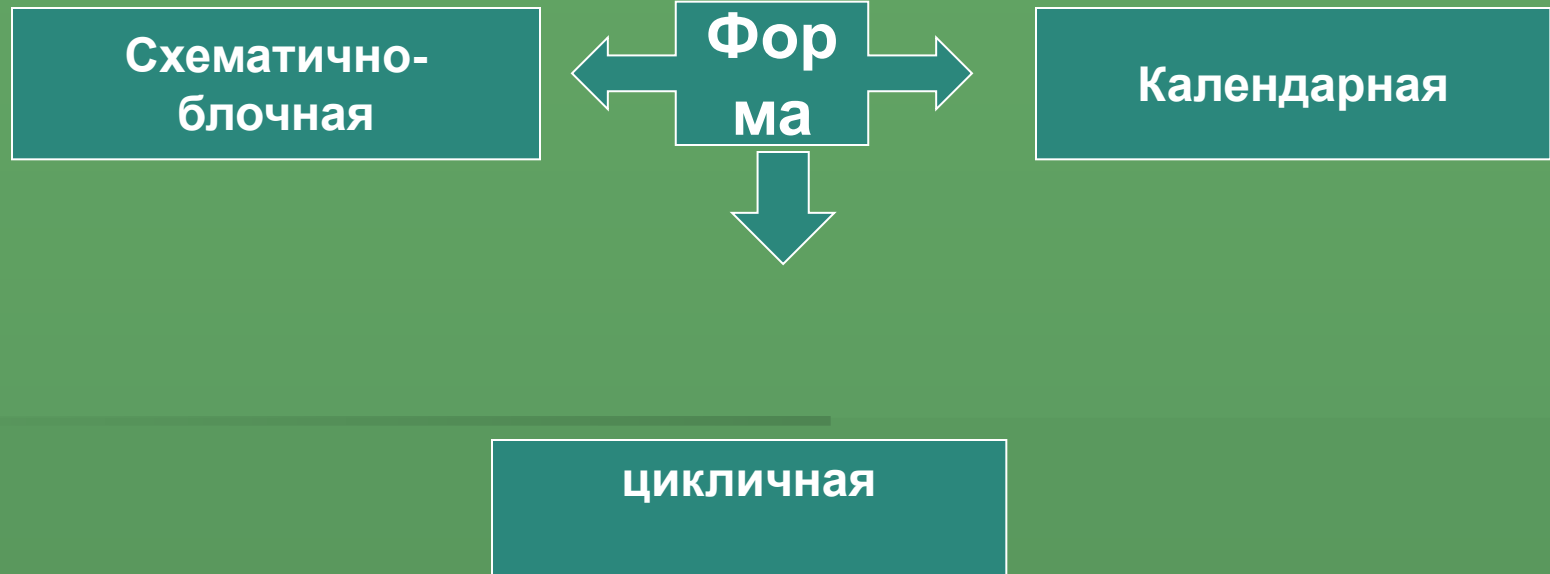 Схематично-
блочная
Фор
ма
Календарная
цикличная